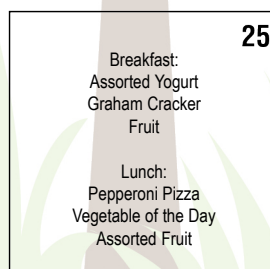 25
Breakfast:
Assorted Yogurt
Graham Cracker
Fruit
Lunch:
Pepperoni Pizza
Vegetable of the Day
Assorted Fruit